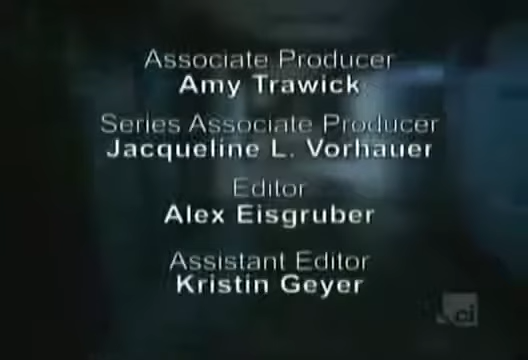 Associate Producer
Amy Trawick
Series Associate Producer
Jacqueline L. Vorhauer
Editor
Alex Eisgruber
Assistant Editor
Kristin Geyer
ci